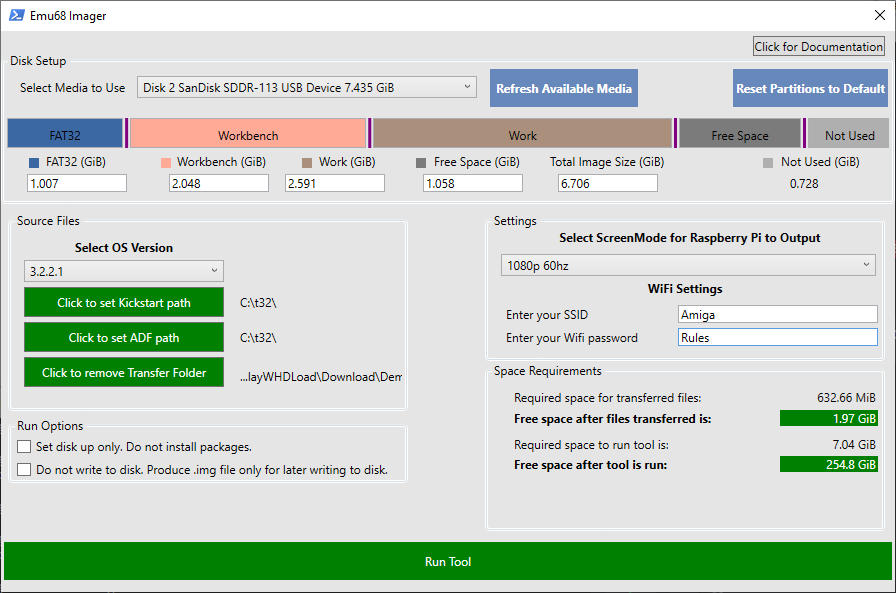 Emu68 Imager
Click for Documentation
Disk Setup
Select Media to Use
Disk 2 SanDisk SDDR-113 USB Device 7.435 GiB
Refresh Available Media
Reset Partitions to Default
FAT32
Workbench
Work
Free Space
Not Used
FAT32 (GiB)
Workbench (GiB)
Work (GiB)
Free Space (GiB)
Total Image Size (GiB)
Not Used (GiB)
1.007
2.048
2.591
1.058
6.706
0.728
Source Files
Select OS Version
3.2.2.1
Click to set Kickstart path
C:\t32\
Click to set ADF path
C:\t32\
Click to remove Transfer Folder
...layWHDLoad\Download\Dem
Run Options
Set disk up only. Do not install packages.
Do not write to disk. Produce .img file only for later writing to disk.
Settings
Select ScreenMode for Raspberry Pi to Output
1080p 60hz
WiFi Settings
Enter your SSID
Amiga
Enter your Wifi password
Rules
Space Requirements
Required space for transferred files:
632.66 MiB
Free space after files transferred is:
1.97 GiB
Required space to run tool is:
7.04 GiB
Free space after tool is run:
254.8 GiB
Run Tool